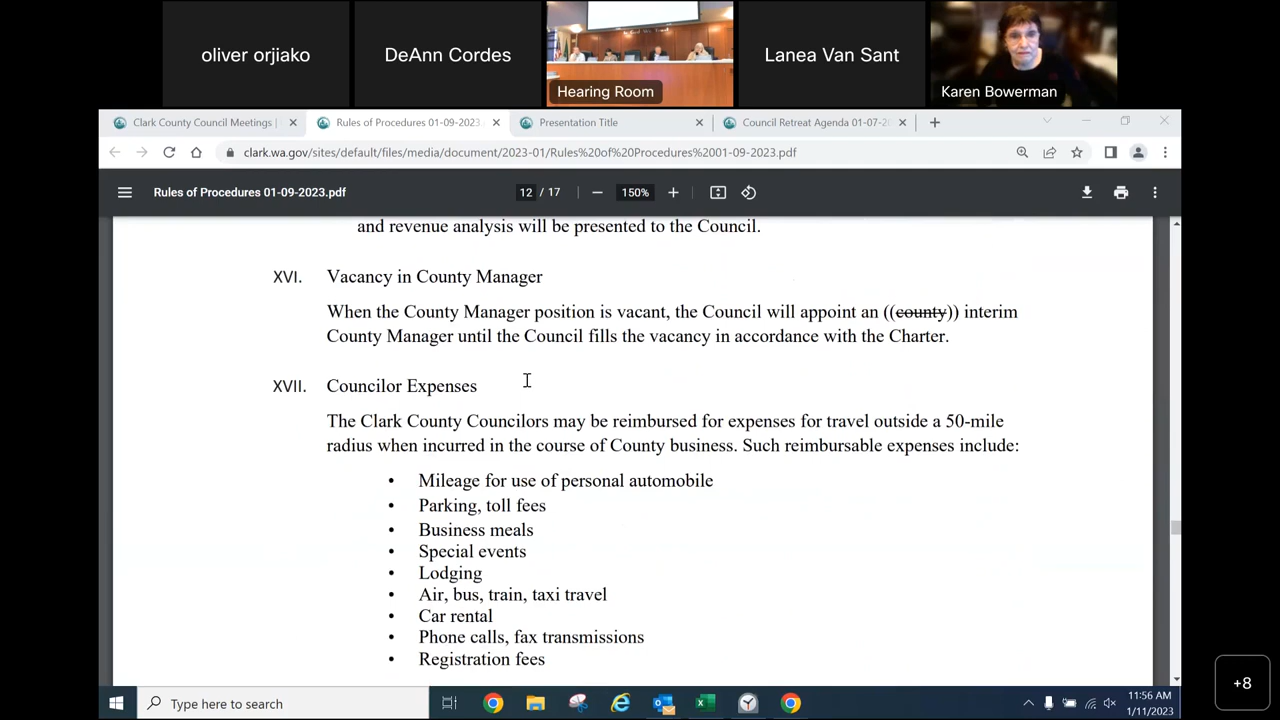 oliver orjiako
DeAnn Cordes
Hearing Room
Lanea Van Sant
Karen Bowerman
Clark County Council Meetings |
Rules of Procedures 01-09-2023.
Presentation Title
Council Retreat Agenda 01-07-20
clark.wa.gov/sites/default/files/media/document/2023-01/Rules%20of%20Procedures%2001-09-2023.pdf
Rules of Procedures 01-09-2023.pdf
12 / 17
150%
and revenue analysis will be presented to the Council.
XVI. Vacancy in County Manager
When the County Manager position is vacant, the Council will appoint an ((county)) interim
County Manager until the Council fills the vacancy in accordance with the Charter.
XVII. Councilor Expenses
The Clark County Councilors may be reimbursed for expenses for travel outside a 50-mile
radius when incurred in the course of County business. Such reimbursable expenses include:
• Mileage for use of personal automobile
• Parking, toll fees
• Business meals
• Special events
• Lodging
• Air, bus, train, taxi travel
• Car rental
• Phone calls, fax transmissions
• Registration fees
+8
Type here to search
11:56 AM
1/11/2023